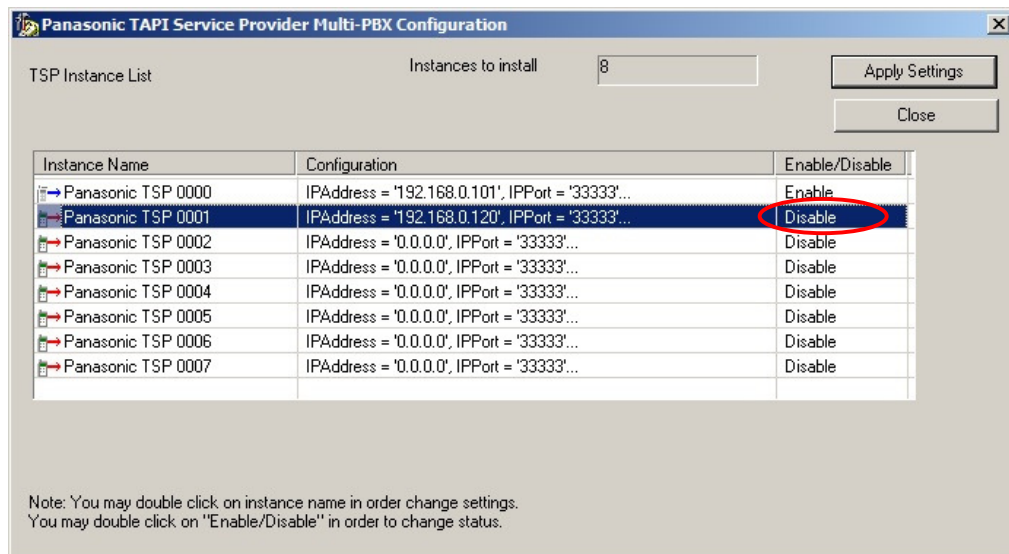 Panasonic TAPI Service Provider Multi-PBX Configuration
TSP Instance List
Instances to install 8
Apply Settings
Close
Instance Name Configuration Enable/Disable
Panasonic TSP 0000 IPAddress = '192.168.0.101', IPPort = '33333'... Enable
Panasonic TSP 0001 IPAddress = '192.168.0.120', IPPort = '33333'... Disable
Panasonic TSP 0002 IPAddress = '0.0.0.0', IPPort = '33333'... Disable
Panasonic TSP 0003 IPAddress = '0.0.0.0', IPPort = '33333'... Disable
Panasonic TSP 0004 IPAddress = '0.0.0.0', IPPort = '33333'... Disable
Panasonic TSP 0005 IPAddress = '0.0.0.0', IPPort = '33333'... Disable
Panasonic TSP 0006 IPAddress = '0.0.0.0', IPPort = '33333'... Disable
Panasonic TSP 0007 IPAddress = '0.0.0.0', IPPort = '33333'... Disable
Note: You may double click on instance name in order change settings.
You may double click on "Enable/Disable" in order to change status.